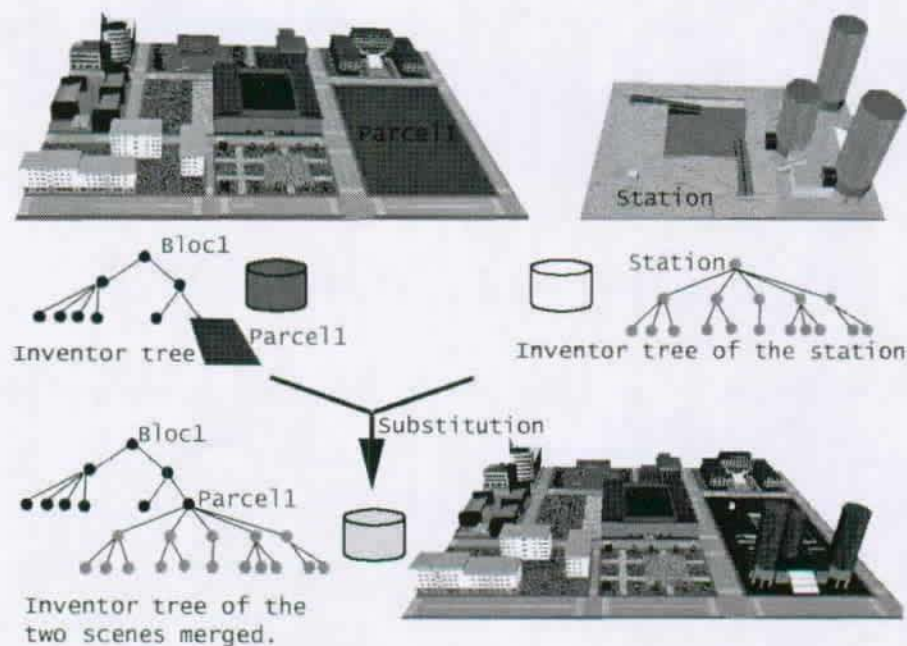 Parcel1
Station
Bloc1
Parcel1
Inventor tree
Station
Inventor tree of the station
Substitution
Bloc1
Parcel1
Inventor tree of the
two scenes merged.